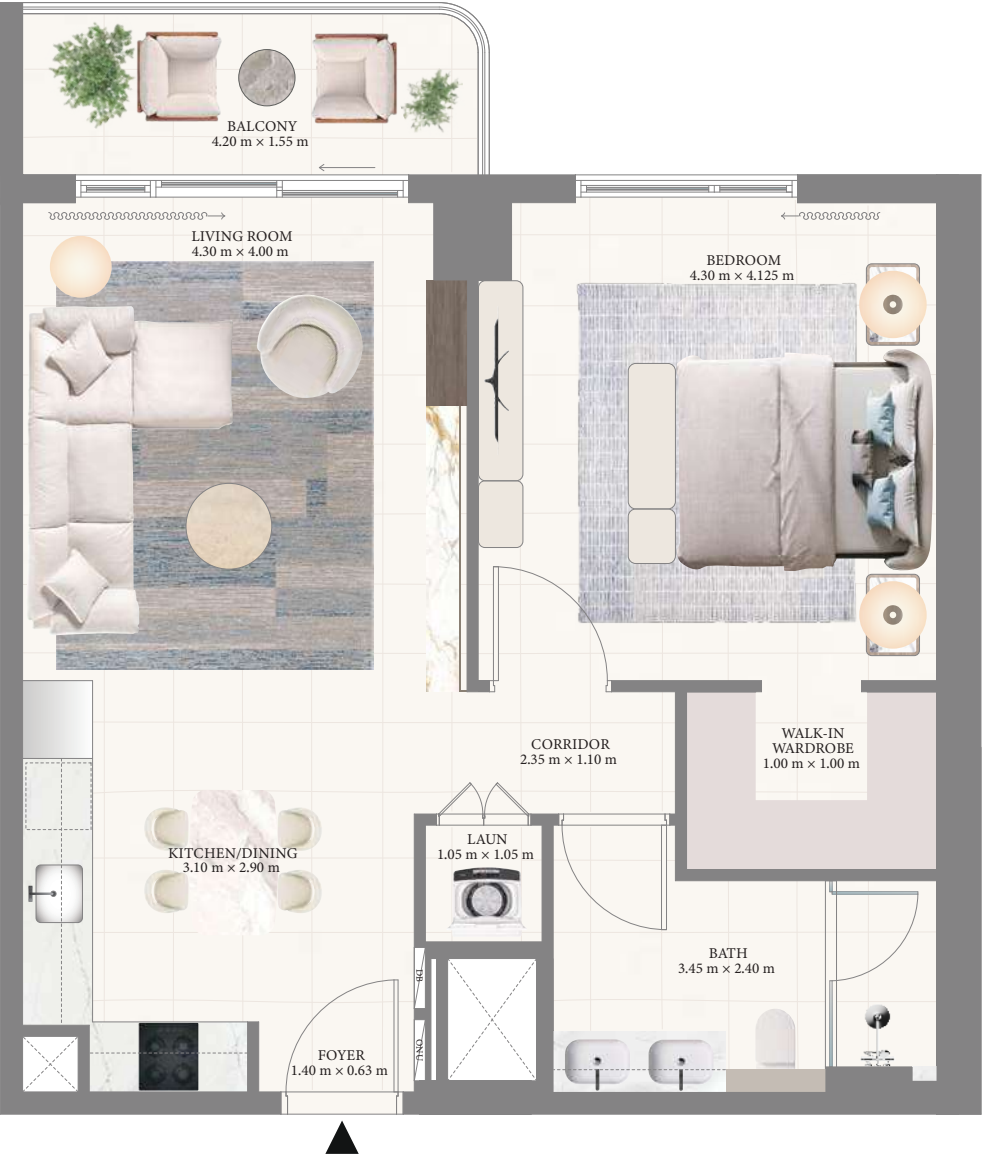 BALCONY
4.20 m × 1.55 m
LIVING ROOM
4.30 m × 4.00 m
BEDROOM
4.30 m × 4.125 m
WALK-IN
WARDROBE
1.00 m × 1.00 m
CORRIDOR
2.35 m × 1.10 m
LAUN
1.05 m × 1.05 m
KITCHEN/DINING
3.10 m × 2.90 m
BATH
3.45 m × 2.40 m
DB
ONU
FOYER
1.40 m × 0.63 m